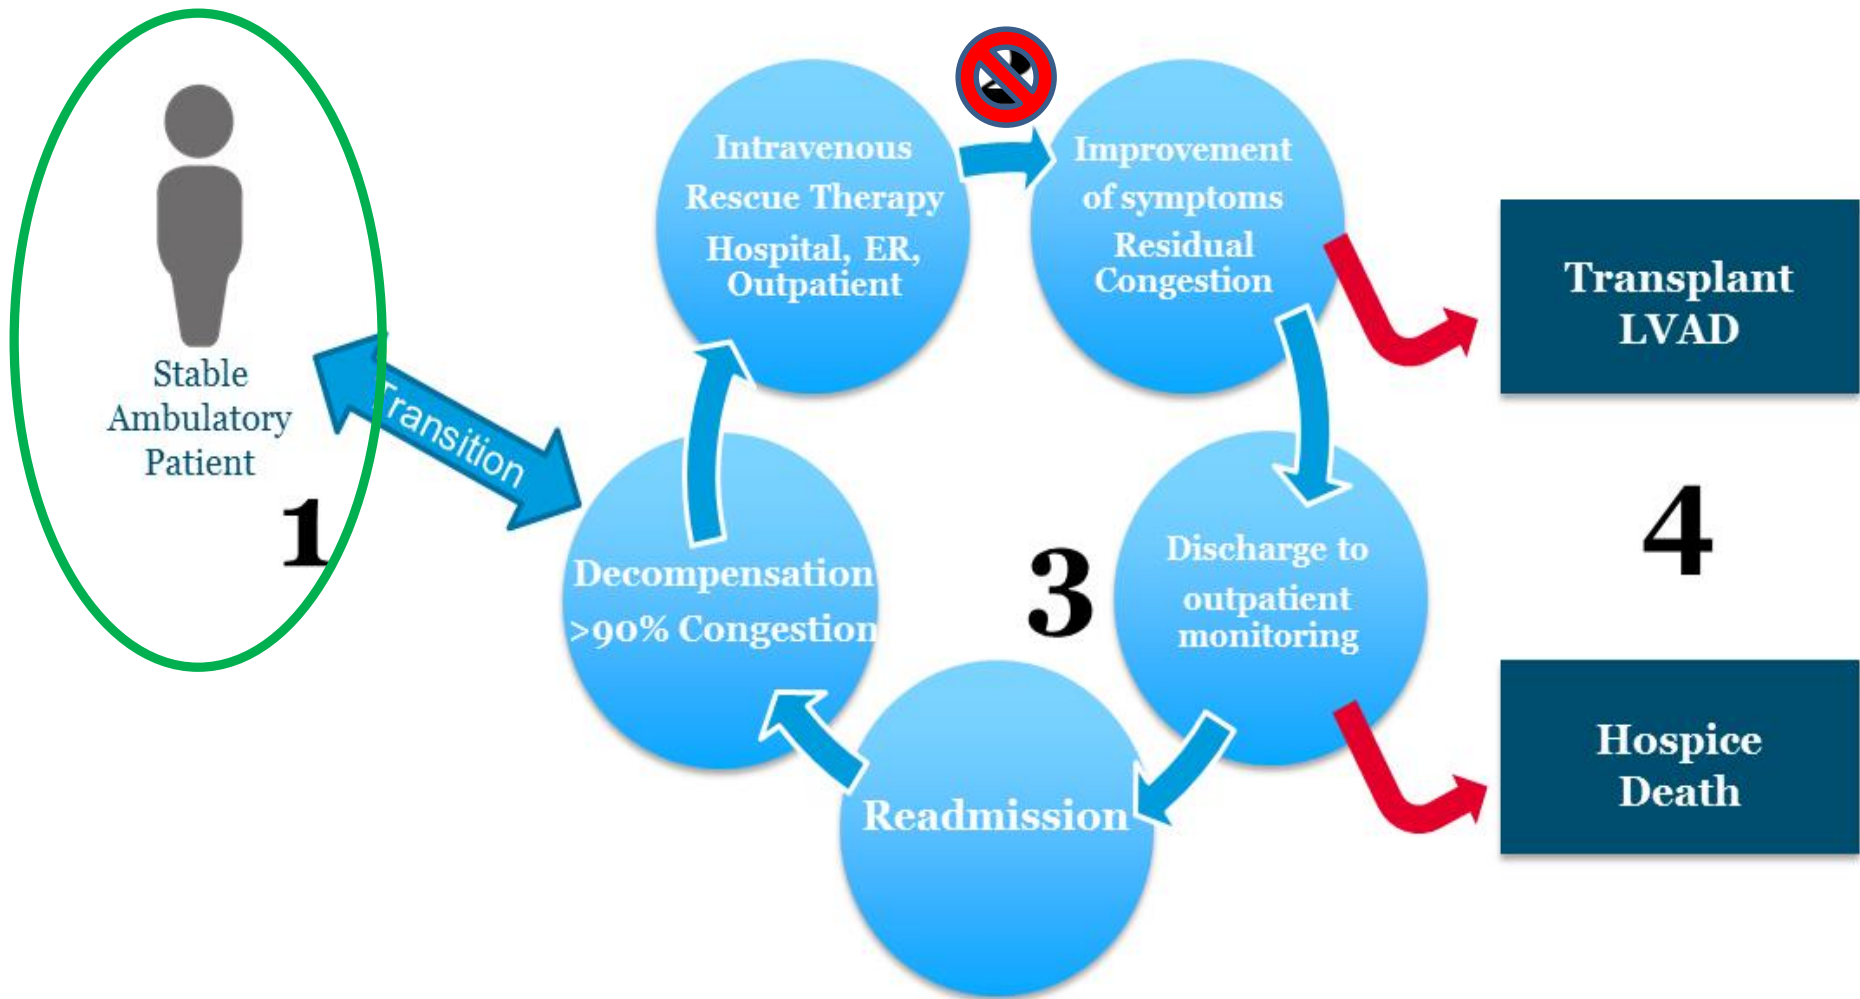 Stable
Ambulatory
Patient
1
Transition
Intravenous
Rescue Therapy
Hospital, ER,
Outpatient
Improvement
of symptoms
Residual
Congestion
Decompensation
>90% Congestion
3
Discharge to
outpatient
monitoring
Readmission
Transplant
LVAD
4
Hospice
Death